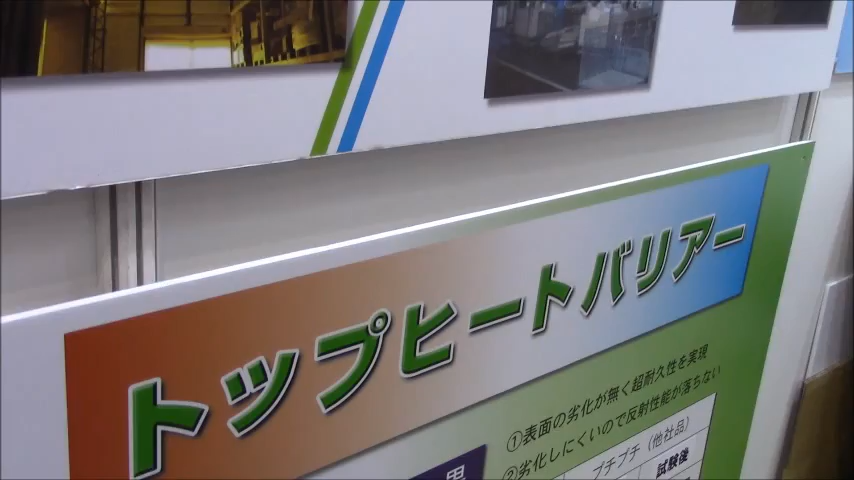 トップヒートバリアー
①表面の劣化が無く超耐久性を実現
②劣化しにくいので反射性能が落ちない
プチプチ（他社品）
試験後